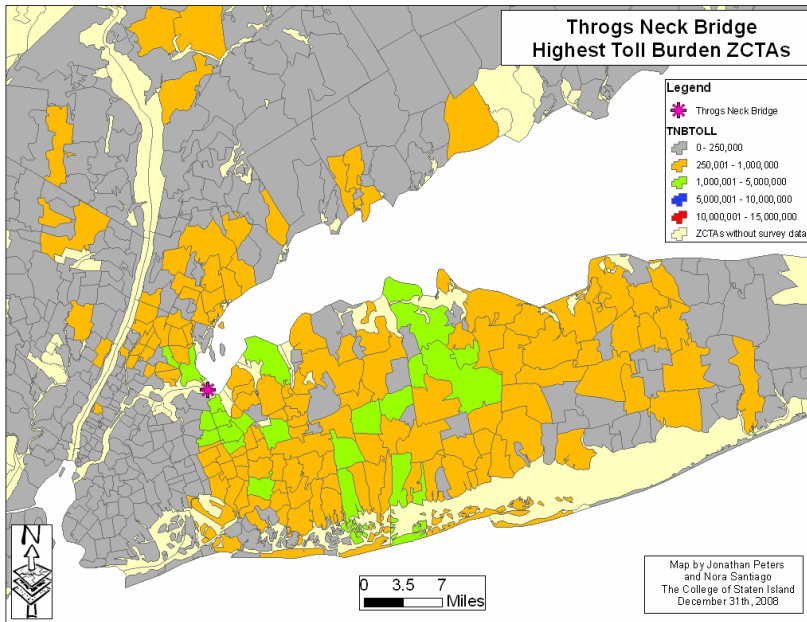 Throgs Neck Bridge
Highest Toll Burden ZCTAs
Legend
Throgs Neck Bridge
TNBTOLL
0 - 250,000
250,001 - 1,000,000
1,000,001 - 5,000,000
5,000,001 - 10,000,000
10,000,001 - 15,000,000
ZCTAs without survey data
N
0 3.5 7
Miles
Map by Jonathan Peters
and Nora Santiago
The College of Staten Island
December 31th, 2008